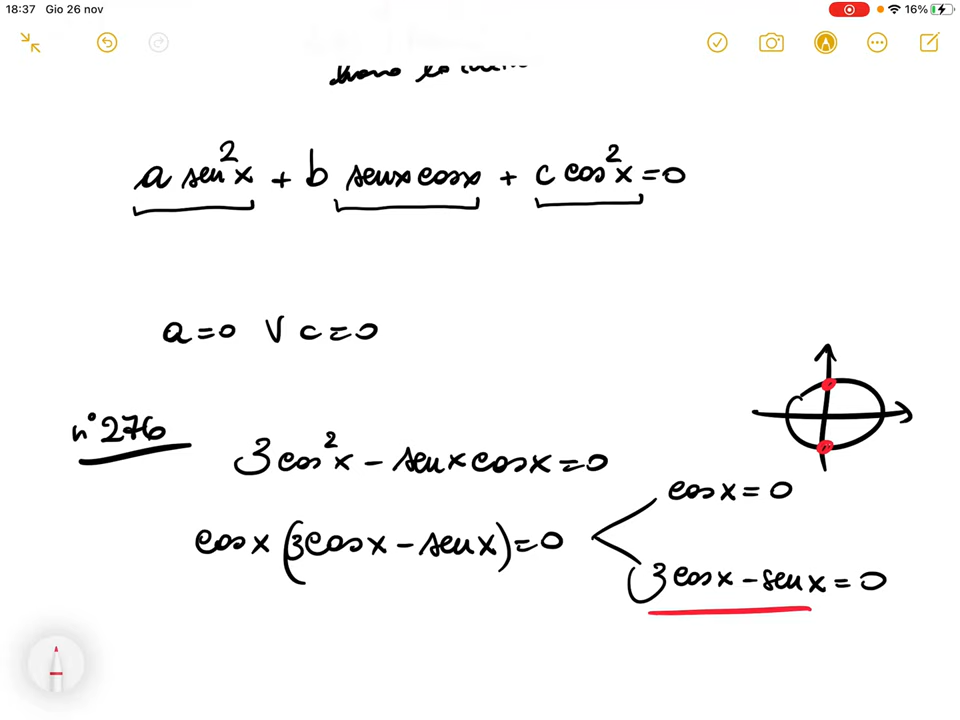 18:37 Gio 26 nov
16%
a sen²x + b senx cosx + c cos²x = 0
a = 0 V c = 0
n° 276
3 cos²x - senx cosx = 0
cosx = 0
cosx (3cosx - senx) = 0
3 cosx - senx = 0